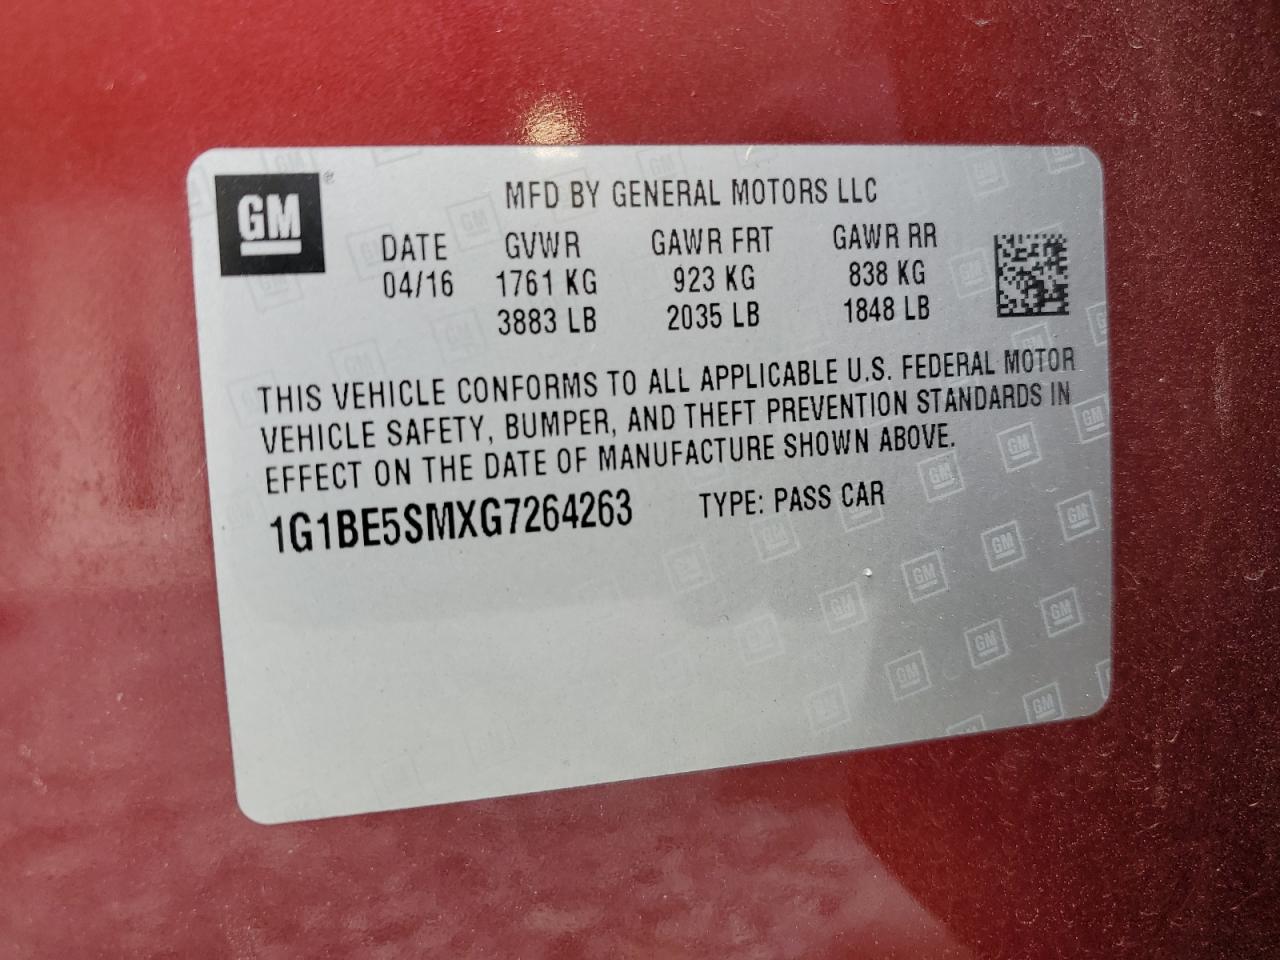 GM ®
MFD BY GENERAL MOTORS LLC
DATE GVWR GAWR FRT GAWR RR
04/16 1761 KG 923 KG 838 KG
3883 LB 2035 LB 1848 LB
THIS VEHICLE CONFORMS TO ALL APPLICABLE U.S. FEDERAL MOTOR
VEHICLE SAFETY, BUMPER, AND THEFT PREVENTION STANDARDS IN
EFFECT ON THE DATE OF MANUFACTURE SHOWN ABOVE.
1G1BE5SMXG7264263 TYPE: PASS CAR